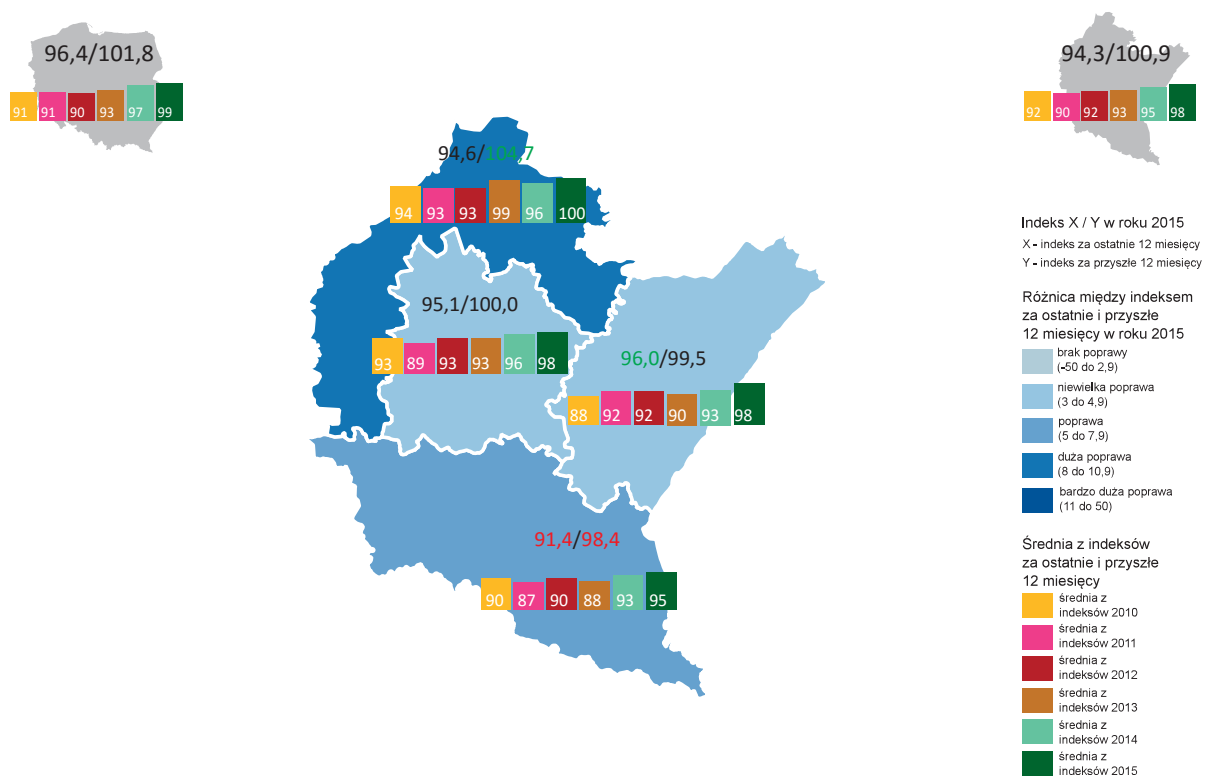 96,4/101,8
91 91 90 93 97 99
94,3/100,9
92 90 92 93 95 98
94,6/104,7
94 93 93 99 96 100
95,1/100,0
93 89 93 93 96 98
96,0/99,5
88 92 92 90 93 98
91,4/98,4
90 87 90 88 93 95
Indeks X / Y w roku 2015
X - indeks za ostatnie 12 miesięcy
Y - indeks za przyszłe 12 miesięcy
Różnica między indeksem
za ostatnie i przyszłe
12 miesięcy w roku 2015
brak poprawy
(-50 do 2,9)
niewielka poprawa
(3 do 4,9)
poprawa
(5 do 7,9)
duża poprawa
(8 do 10,9)
bardzo duża poprawa
(11 do 50)
Średnia z indeksów
za ostatnie i przyszłe
12 miesięcy
średnia z
indeksów 2010
średnia z
indeksów 2011
średnia z
indeksów 2012
średnia z
indeksów 2013
średnia z
indeksów 2014
średnia z
indeksów 2015